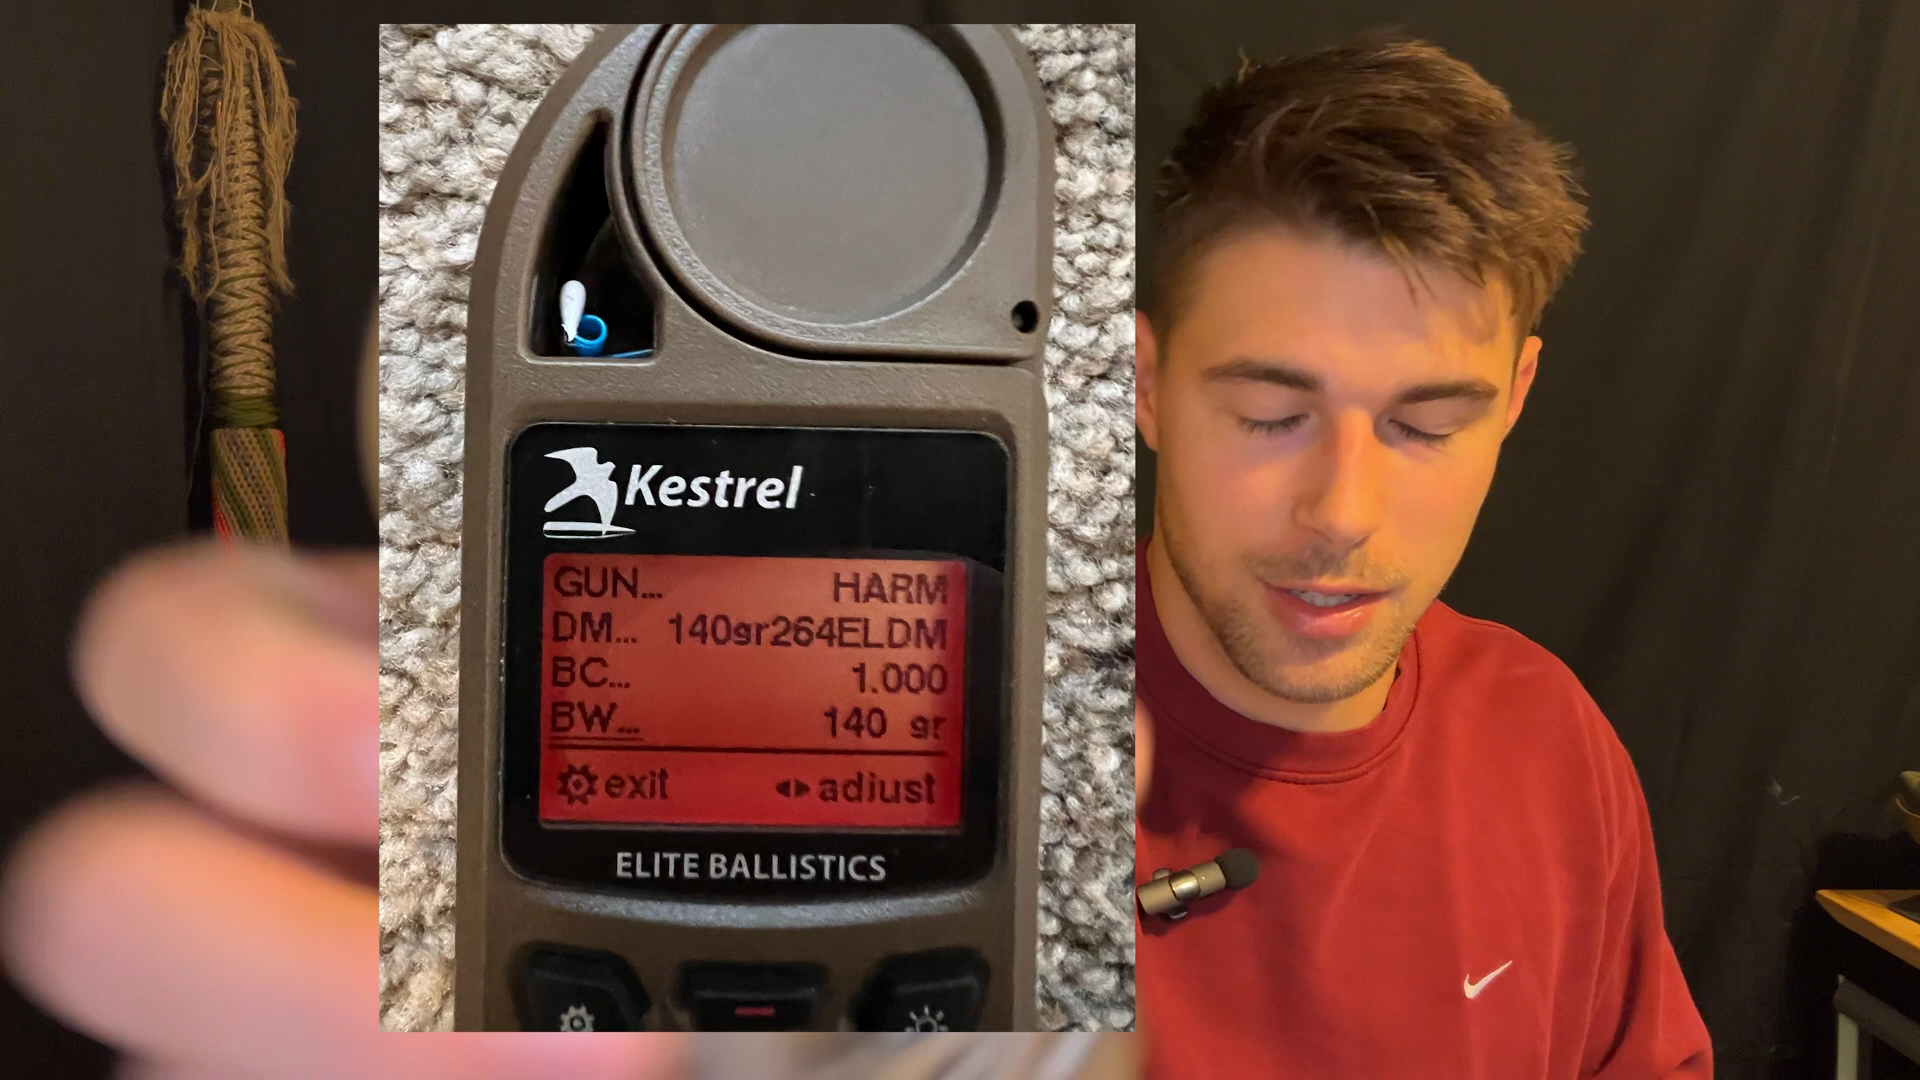 Kestrel
GUN... HARM
DM... 140gr264ELDM
BC... 1.000
BW... 140 gr
exit adjust
ELITE BALLISTICS